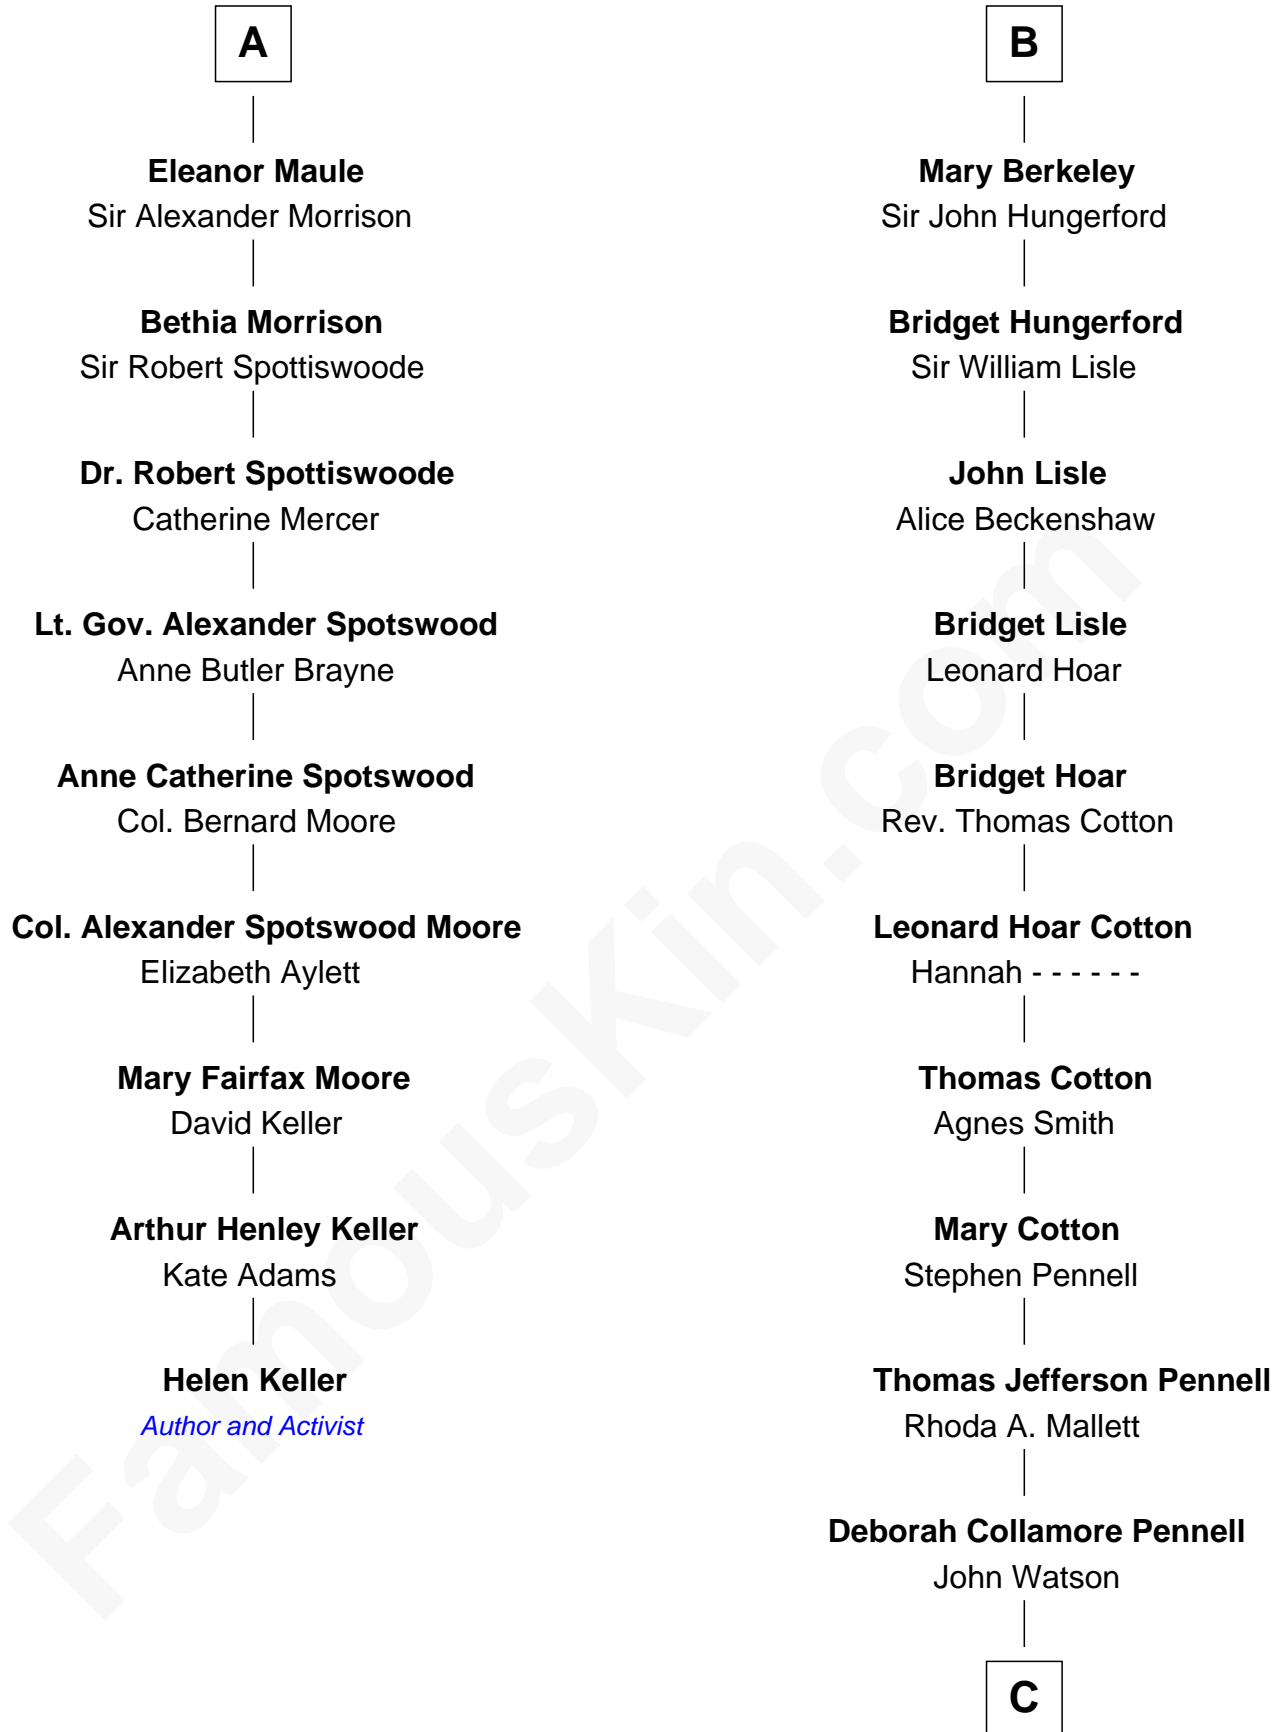 A
Eleanor Maule
Sir Alexander Morrison
Bethia Morrison
Sir Robert Spottiswoode
Dr. Robert Spottiswoode
Catherine Mercer
Lt. Gov. Alexander Spotswood
Anne Butler Brayne
Anne Catherine Spotswood
Col. Bernard Moore
Col. Alexander Spotswood Moore
Elizabeth Aylett
Mary Fairfax Moore
David Keller
Arthur Henley Keller
Kate Adams
Helen Keller
Author and Activist
B
Mary Berkeley
Sir John Hungerford
Bridget Hungerford
Sir William Lisle
John Lisle
Alice Beckenshaw
Bridget Lisle
Leonard Hoar
Bridget Hoar
Rev. Thomas Cotton
Leonard Hoar Cotton
Hannah - - - - - -
Thomas Cotton
Agnes Smith
Mary Cotton
Stephen Pennell
Thomas Jefferson Pennell
Rhoda A. Mallett
Deborah Collamore Pennell
John Watson
C
FamousKin.com